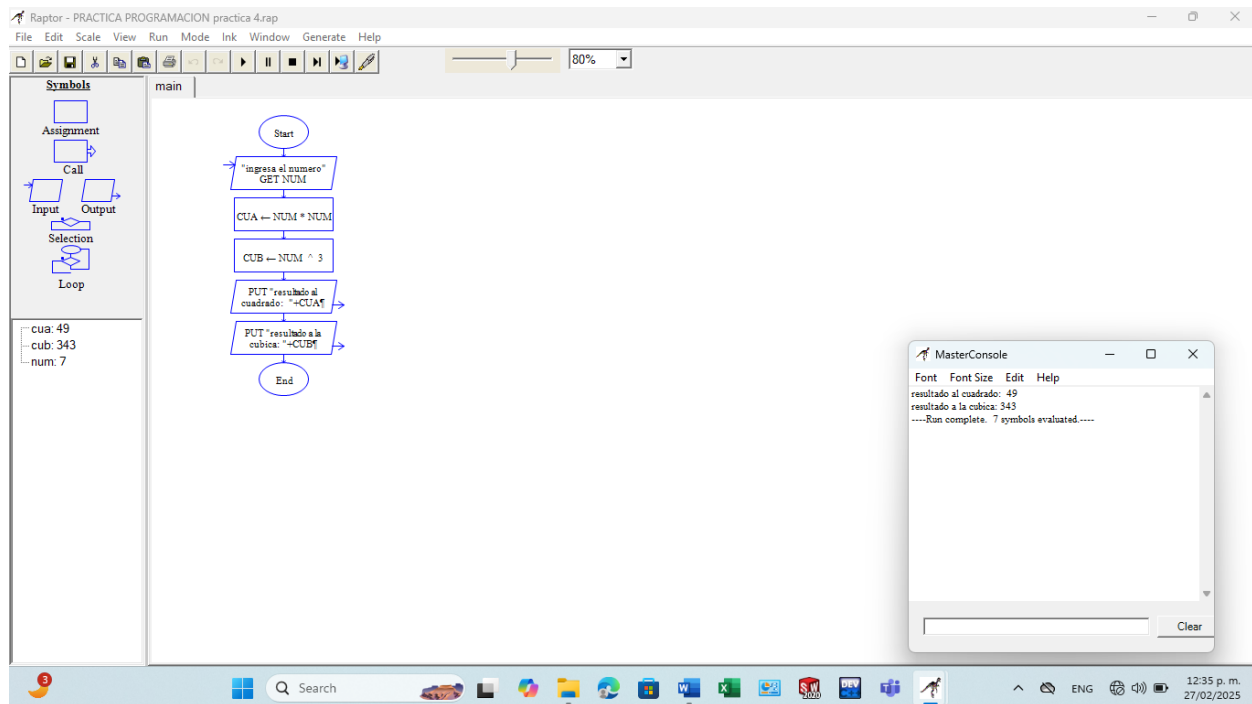 Raptor - PRACTICA PROGRAMACION practica 4.rap
File Edit Scale View Run Mode Ink Window Generate Help
80%
Symbols
main
Assignment
Call
Input Output
Selection
Loop
Start
"ingresa el numero"
GET NUM
CUA ← NUM * NUM
CUB ← NUM ^ 3
PUT "resultado al
cuadrado:  "+CUA¶
PUT "resultado a la
cubica: "+CUB¶
End
cua: 49
cub: 343
num: 7
MasterConsole
Font Font Size Edit Help
resultado al cuadrado:  49
resultado a la cubica: 343
----Run complete.  7 symbols evaluated.----
Clear
3
Search
SW
2020
DEV
ENG
12:35 p. m.
27/02/2025